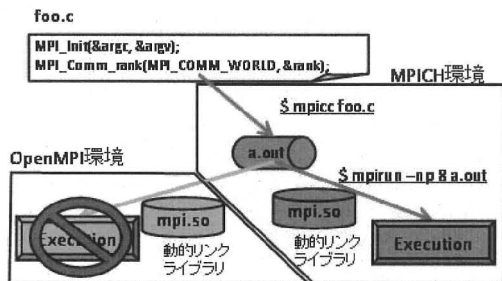 foo.c
MPI_Init(&argc, &argv);
MPI_Comm_rank(MPI_COMM_WORLD, &rank);
MPICH環境
$ mpicc foo.c
a.out
OpenMPI環境
$ mpirun -np 8 a.out
mpi.so
mpi.so
Execution
動的リンク
ライブラリ
動的リンク
ライブラリ
Execution